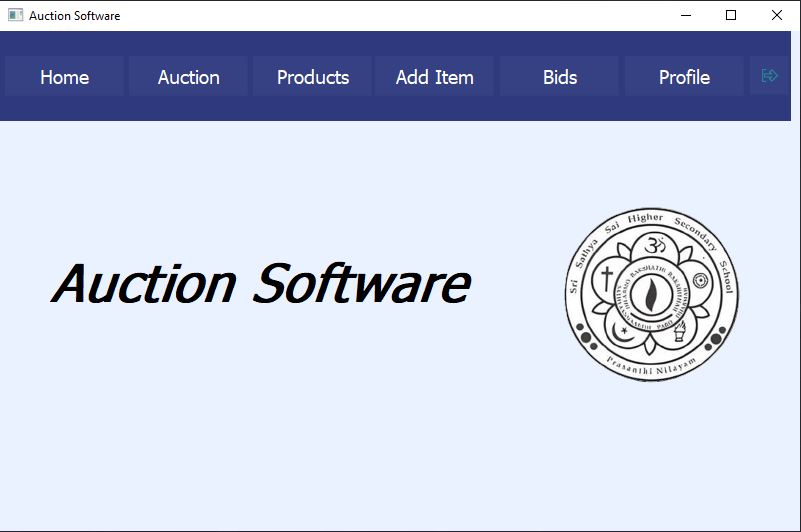 Auction Software
Home Auction Products Add Item Bids Profile
Auction Software
Sri Sathya Sai Higher Secondary School
Prasanthi Nilayam